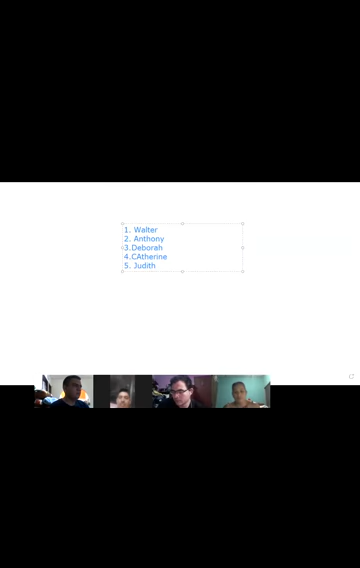 1. Walter
2. Anthony
3.Deborah
4.CAtherine
5. Judith